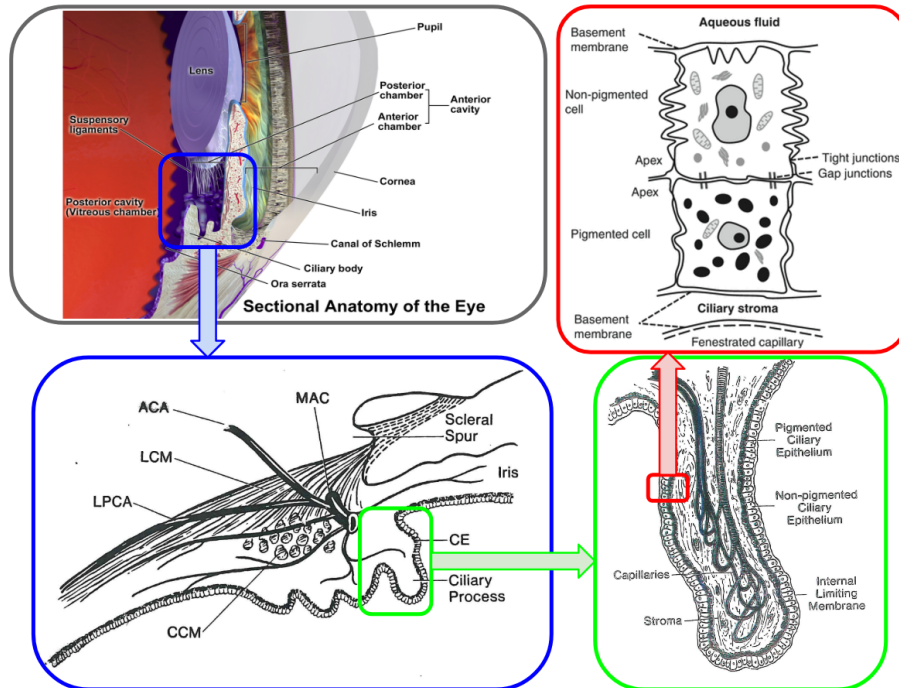 Pupil
Lens
Posterior
chamber
Anterior
cavity
Suspensory
ligaments
Anterior
chamber
Cornea
Posterior cavity
(Vitreous chamber)
Iris
Canal of Schlemm
Ciliary body
Ora serrata
Sectional Anatomy of the Eye
Aqueous fluid
Basement
membrane
Non-pigmented
cell
Apex
Tight junctions
Gap junctions
Apex
Pigmented cell
Ciliary stroma
Basement
membrane
Fenestrated capillary
ACA
MAC
LCM
Scleral
Spur
LPCA
Iris
CE
Ciliary
Process
CCM
Pigmented
Ciliary
Epithelium
Non-pigmented
Ciliary
Epithelium
Capillaries
Internal
Limiting
Membrane
Stroma